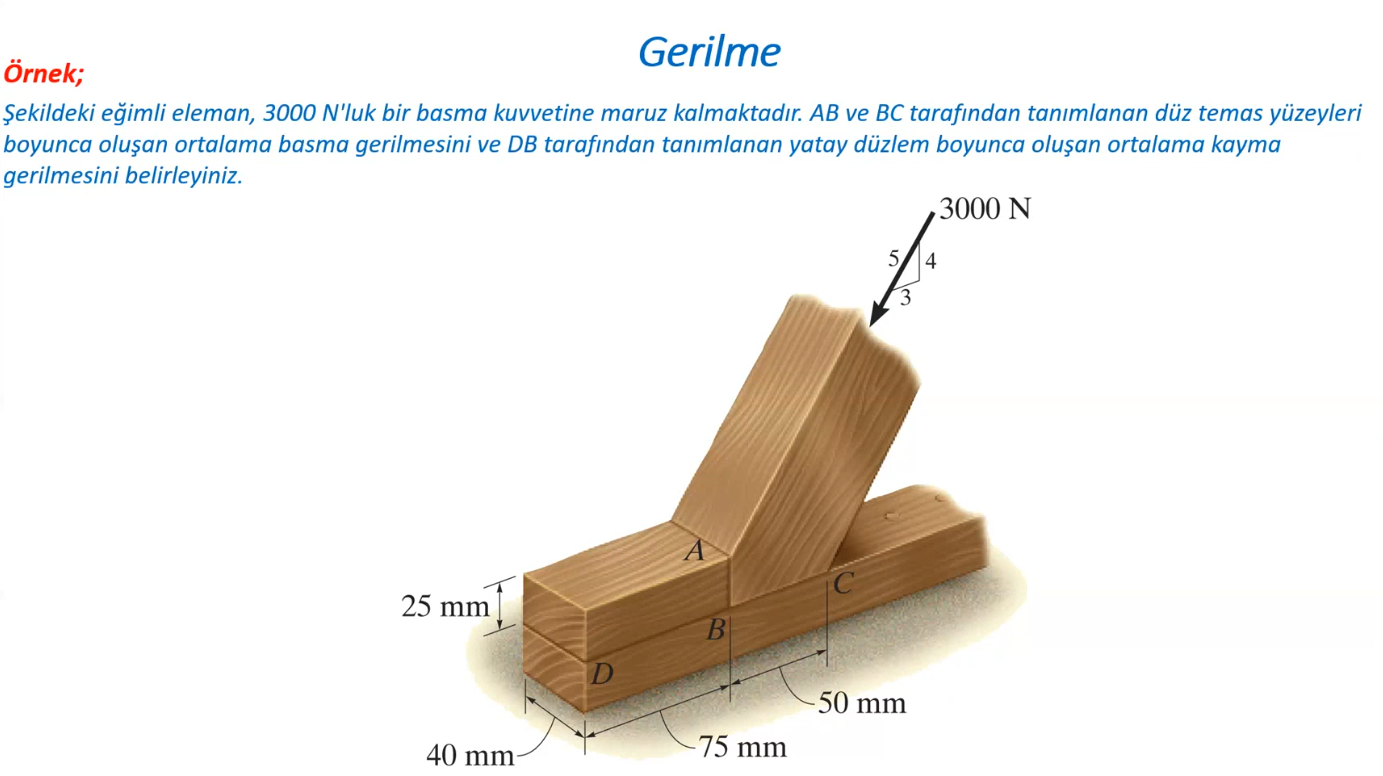 Gerilme
Örnek;
Şekildeki eğimli eleman, 3000 N'luk bir basma kuvvetine maruz kalmaktadır. AB ve BC tarafından tanımlanan düz temas yüzeyleri
boyunca oluşan ortalama basma gerilmesini ve DB tarafından tanımlanan yatay düzlem boyunca oluşan ortalama kayma
gerilmesini belirleyiniz.
3000 N
5
4
3
A
C
25 mm
B
D
50 mm
75 mm
40 mm